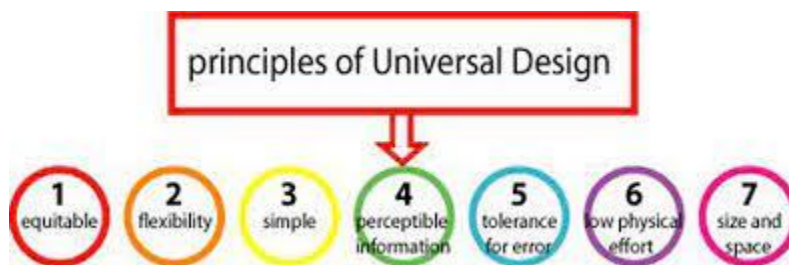 principles of Universal Design
1
equitable
2
flexibility
3
simple
4
perceptible
information
5
tolerance
for error
6
low physical
effort
7
size and
space